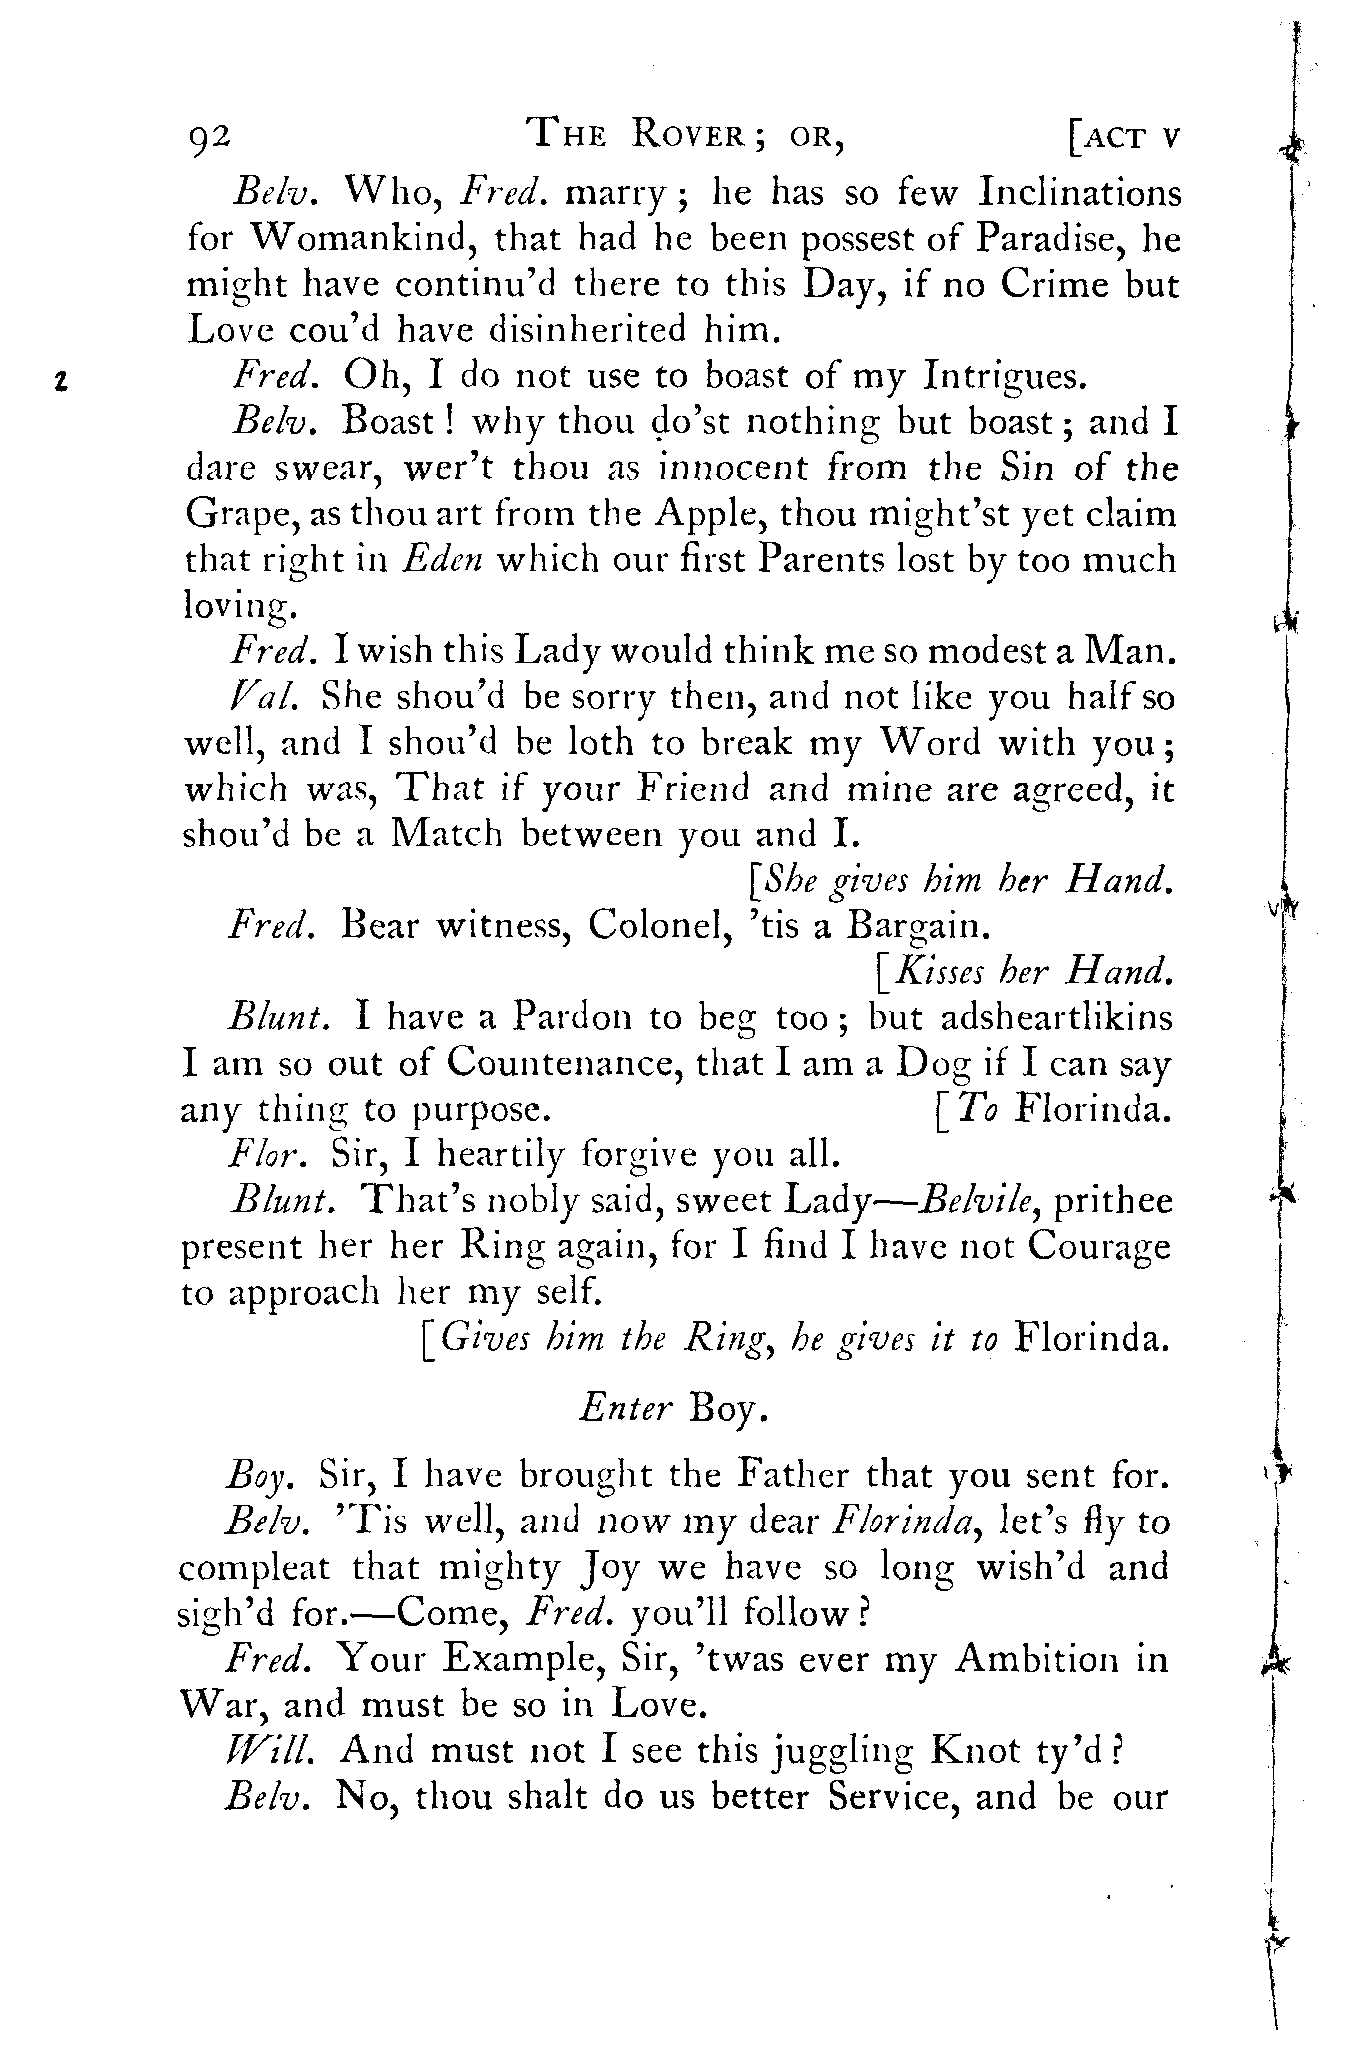 92 THE ROVER; OR, [ACT V
Belv. Who, Fred. marry; he has so few Inclinations
for Womankind, that had he been possest of Paradise, he
might have continu'd there to this Day, if no Crime but
Love cou'd have disinherited him.
2 Fred. Oh, I do not use to boast of my Intrigues.
Belv. Boast! why thou do'st nothing but boast; and I
dare swear, wer't thou as innocent from the Sin of the
Grape, as thou art from the Apple, thou might'st yet claim
that right in Eden which our first Parents lost by too much
loving.
Fred. I wish this Lady would think me so modest a Man.
Val. She shou'd be sorry then, and not like you half so
well, and I shou'd be loth to break my Word with you;
which was, That if your Friend and mine are agreed, it
shou'd be a Match between you and I.
[She gives him her Hand.
Fred. Bear witness, Colonel, 'tis a Bargain.
[Kisses her Hand.
Blunt. I have a Pardon to beg too; but adsheartlikins
I am so out of Countenance, that I am a Dog if I can say
any thing to purpose. [To Florinda.
Flor. Sir, I heartily forgive you all.
Blunt. That's nobly said, sweet Lady—Belvile, prithee
present her her Ring again, for I find I have not Courage
to approach her my self.
[Gives him the Ring, he gives it to Florinda.
Enter Boy.
Boy. Sir, I have brought the Father that you sent for.
Belv. 'Tis well, and now my dear Florinda, let's fly to
compleat that mighty Joy we have so long wish'd and
sigh'd for.—Come, Fred. you'll follow?
Fred. Your Example, Sir, 'twas ever my Ambition in
War, and must be so in Love.
Will. And must not I see this juggling Knot ty'd?
Belv. No, thou shalt do us better Service, and be our